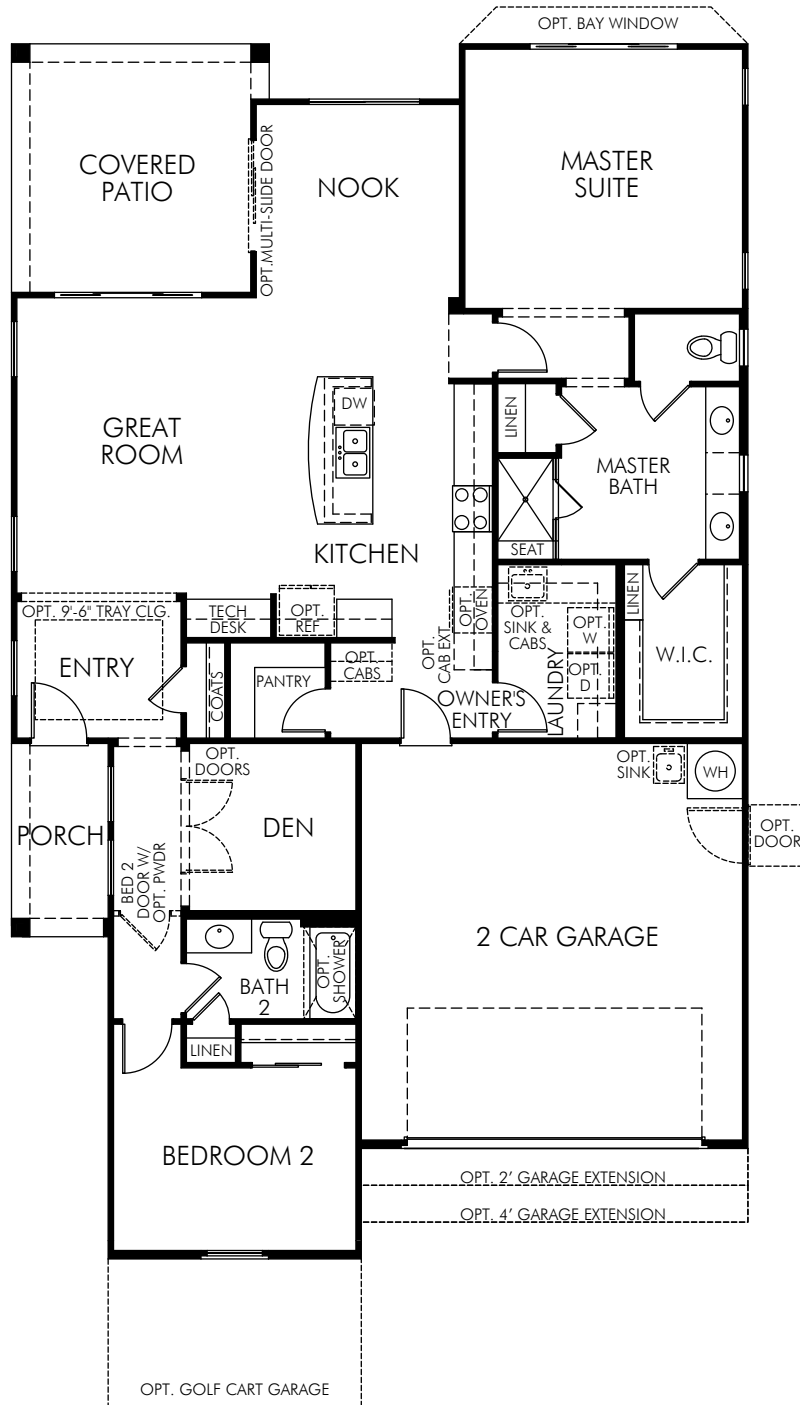 OPT. BAY WINDOW
COVERED
PATIO
OPT.MULTI-SLIDE DOOR
NOOK
MASTER
SUITE
GREAT
ROOM
DW
LINEN
MASTER
BATH
SEAT
KITCHEN
OPT. 9'-6" TRAY CLG.
ENTRY
TECH
DESK
OPT.
REF
OPT.
OVEN
OPT.
CAB EXT.
OPT.
SINK &
CABS
OPT.
W
OPT.
D
LAUNDRY
LINEN
W.I.C.
COATS
PANTRY
OPT.
CABS
OWNER'S
ENTRY
OPT.
DOORS
DEN
PORCH
BED 2
DOOR W/
OPT. PWDR
OPT.
SINK
WH
OPT.
DOOR
2 CAR GARAGE
BATH
2
OPT.
SHOWER
LINEN
BEDROOM 2
OPT. 2' GARAGE EXTENSION
OPT. 4' GARAGE EXTENSION
OPT. GOLF CART GARAGE